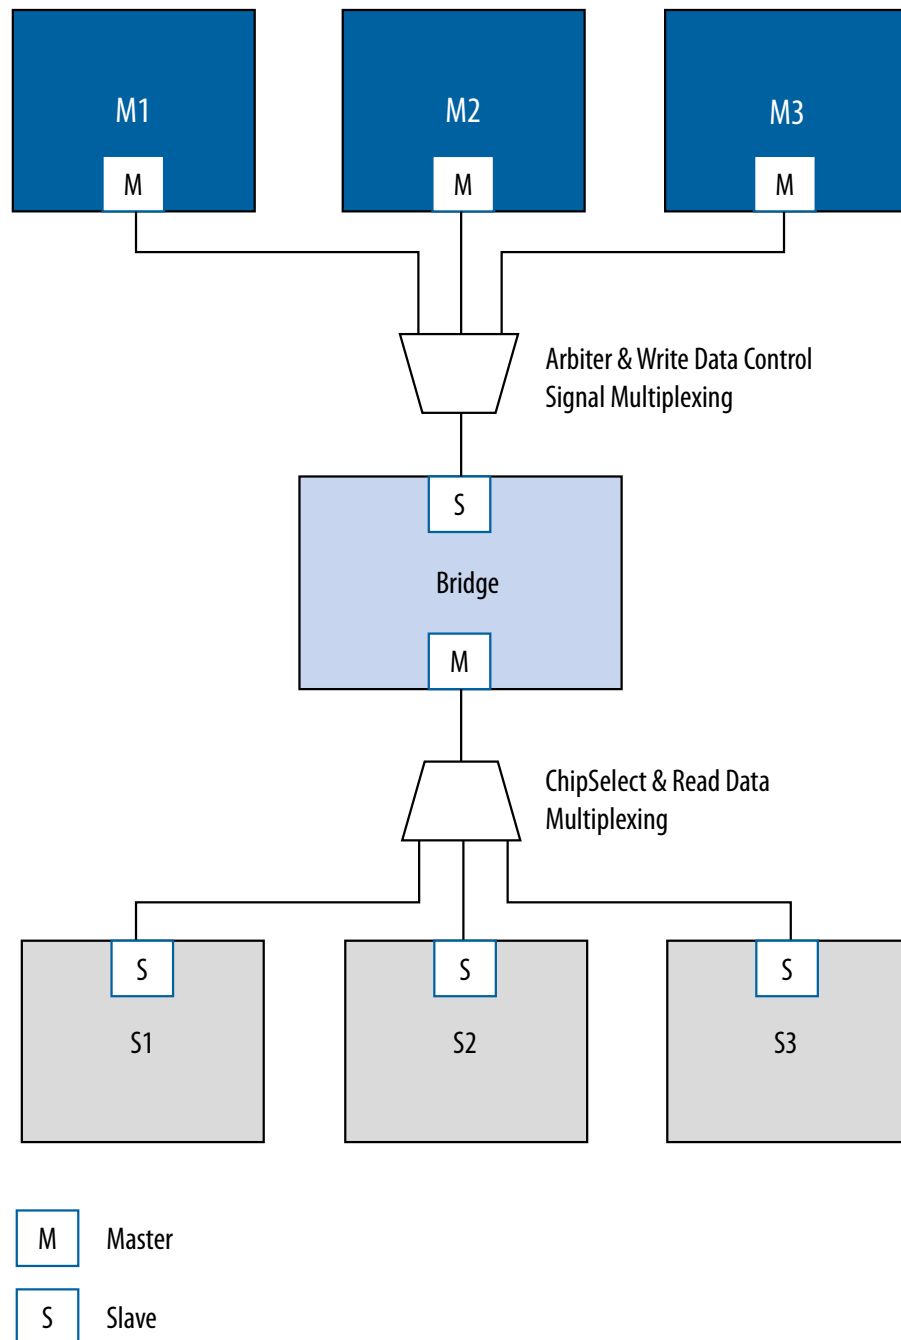 M1
M2
M3
M
M
M
Arbiter & Write Data Control
Signal Multiplexing
S
Bridge
M
ChipSelect & Read Data
Multiplexing
S
S
S
S1
S2
S3
M Master
S Slave